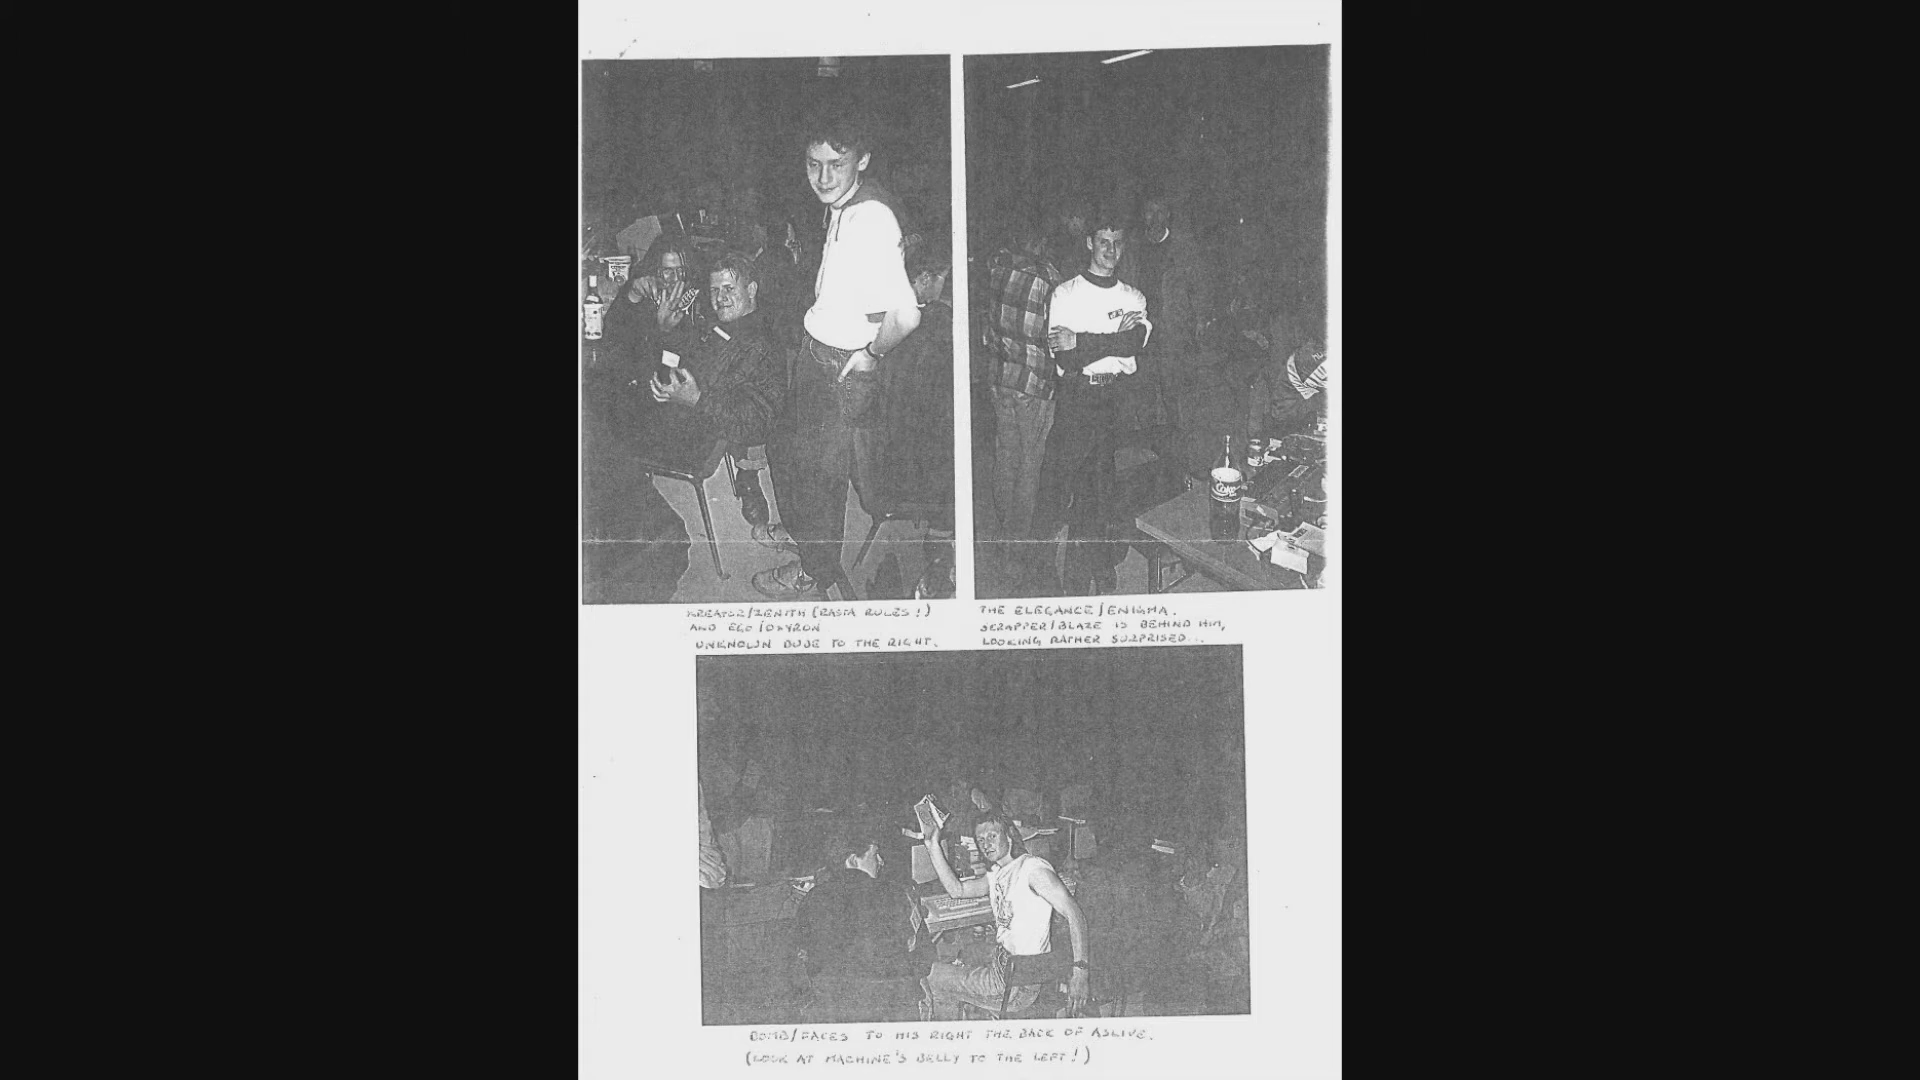 KREATOR/ZENITH (RASTA RULES!)
AND EGO/OXYRON
UNKNOWN DUDE TO THE RIGHT.
THE ELEGANCE/ENIGMA.
SCRAPPER/BLAZE IS BEHIND HIM,
LOOKING RATHER SURPRISED...
Coke
BOMB/FACES TO HIS RIGHT THE BACK OF ASLIVE.
(LOOK AT MACHINE'S BELLY TO THE LEFT!)